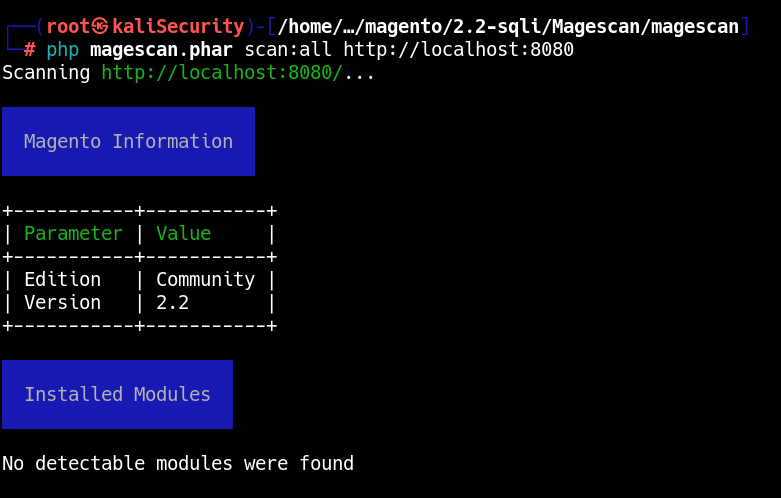 ┌──(root㉿kaliSecurity)-[/home/…/magento/2.2-sqli/Magescan/magescan]
└─# php magescan.phar scan:all http://localhost:8080
Scanning http://localhost:8080/...
Magento Information
+-----------+-----------+
| Parameter | Value     |
+-----------+-----------+
| Edition   | Community |
| Version   | 2.2       |
+-----------+-----------+
Installed Modules
No detectable modules were found